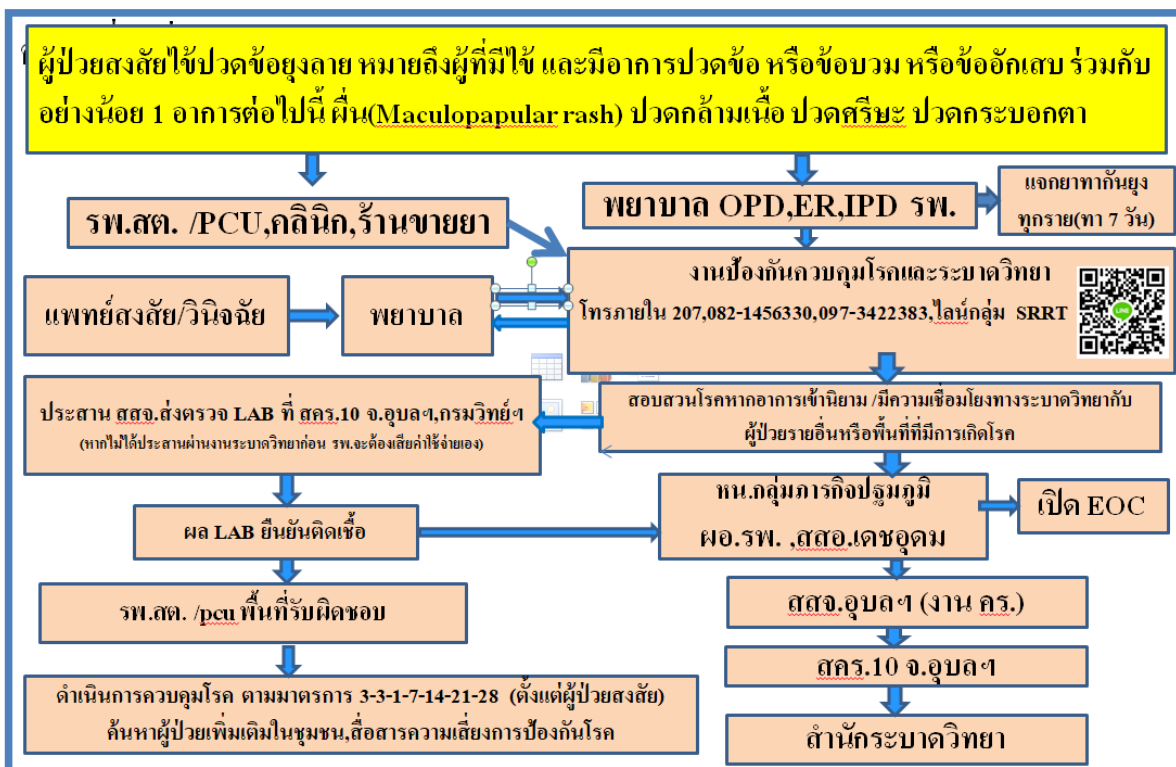 ผู้ป่วยสงสัยไข้ปวดข้อยุงลาย หมายถึงผู้ที่มีไข้ และมีอาการปวดข้อ หรือข้อบวม หรือข้ออักเสบ ร่วมกับ
อย่างน้อย 1 อาการต่อไปนี้ ผื่น(Maculopapular rash) ปวดกล้ามเนื้อ ปวดศรีษะ ปวดกระบอกตา
รพ.สต. /PCU,คลินิก,ร้านขายยา
พยาบาล OPD,ER,IPD รพ.
แจกยาทากันยุง
ทุกราย(ทา 7 วัน)
แพทย์สงสัย/วินิจฉัย
พยาบาล
งานป้องกันควบคุมโรคและระบาดวิทยา
โทรภายใน 207,082-1456330,097-3422383,ไลน์กลุ่ม SRRT
LINE
ประสาน สสจ.ส่งตรวจ LAB ที่ สคร.10 จ.อุบลฯ,กรมวิทย์ฯ
(หากไม่ได้ประสานผ่านงานระบาดวิทยาก่อน รพ.จะต้องเสียค่าใช้จ่ายเอง)
สอบสวนโรคหากอาการเข้านิยาม /มีความเชื่อมโยงทางระบาดวิทยากับ
ผู้ป่วยรายอื่นหรือพื้นที่ที่มีการเกิดโรค
ผล LAB ยืนยันติดเชื้อ
หน.กลุ่มภารกิจปฐมภูมิ
ผอ.รพ. ,สสอ.เดชอุดม
เปิด EOC
รพ.สต. /pcu พื้นที่รับผิดชอบ
สสจ.อุบลฯ (งาน คร.)
สคร.10 จ.อุบลฯ
ดำเนินการควบคุมโรค ตามมาตรการ 3-3-1-7-14-21-28 (ตั้งแต่ผู้ป่วยสงสัย)
ค้นหาผู้ป่วยเพิ่มเติมในชุมชน,สื่อสารความเสี่ยงการป้องกันโรค
สำนักระบาดวิทยา